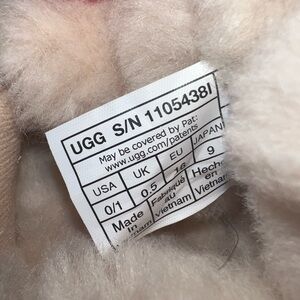 UGG S/N 1105438I
May be covered by Pat:
www.ugg.com/patents
USA UK EU JAPAN
0/1 0.5 16 9
Made Fabriqué Hecho
in au en
Vietnam Vietnam Vietnam